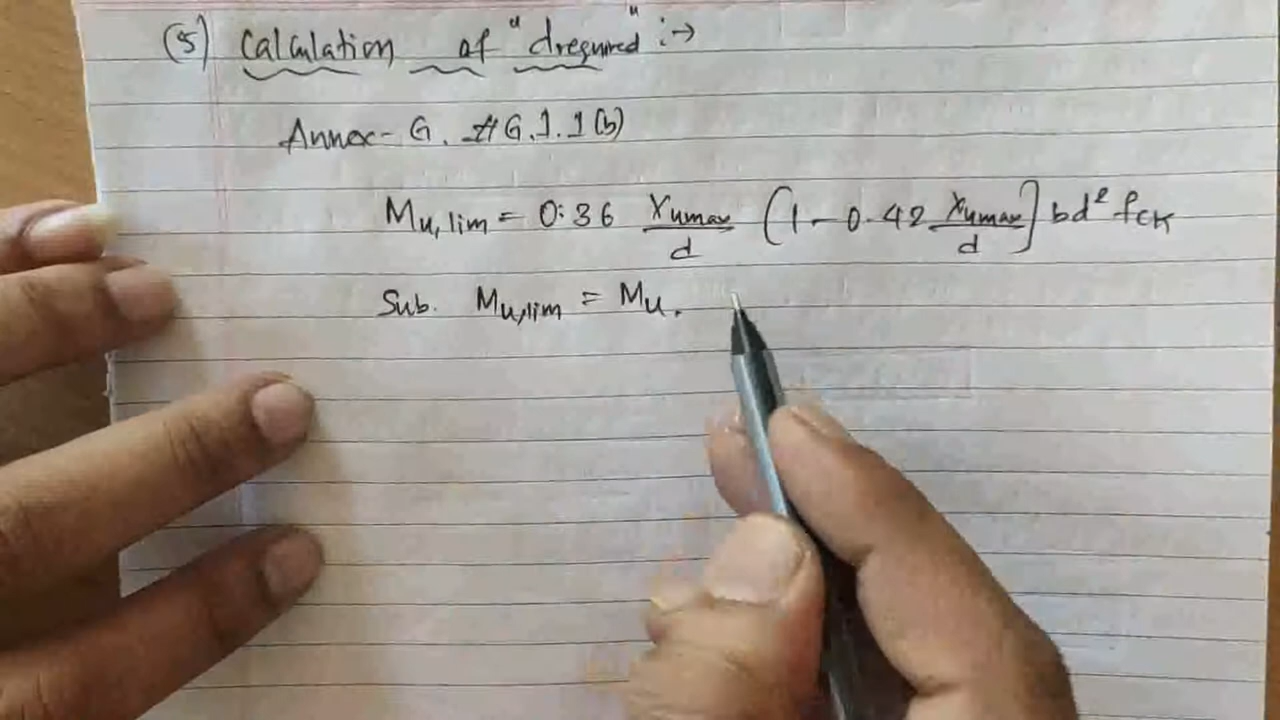 (5) Calculation of "drequired" :→
Annex - G. # G.1.1(b)
Mu,lim = 0.36 xumax/d (1 - 0.42 xumax/d] bd² fck
Sub. Mu,lim = Mu.